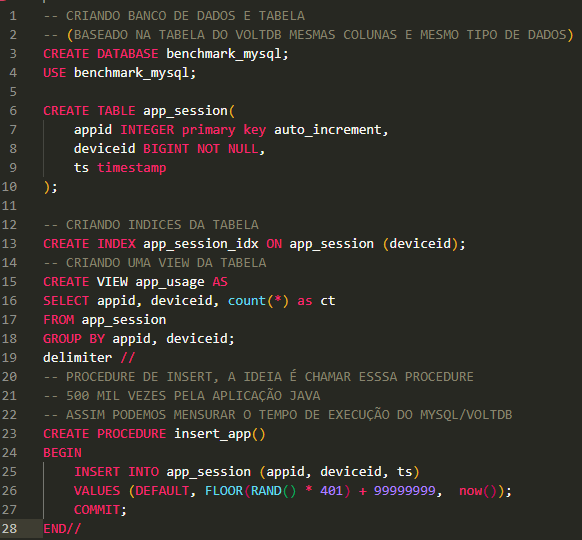 1 -- CRIANDO BANCO DE DADOS E TABELA
2 -- (BASEADO NA TABELA DO VOLTDB MESMAS COLUNAS E MESMO TIPO DE DADOS)
3 CREATE DATABASE benchmark_mysql;
4 USE benchmark_mysql;
5
6 CREATE TABLE app_session(
7     appid INTEGER primary key auto_increment,
8     deviceid BIGINT NOT NULL,
9     ts timestamp
10 );
11
12 -- CRIANDO INDICES DA TABELA
13 CREATE INDEX app_session_idx ON app_session (deviceid);
14 -- CRIANDO UMA VIEW DA TABELA
15 CREATE VIEW app_usage AS
16 SELECT appid, deviceid, count(*) as ct
17 FROM app_session
18 GROUP BY appid, deviceid;
19 delimiter //
20 -- PROCEDURE DE INSERT, A IDEIA É CHAMAR ESSSA PROCEDURE
21 -- 500 MIL VEZES PELA APLICAÇÃO JAVA
22 -- ASSIM PODEMOS MENSURAR O TEMPO DE EXECUÇÃO DO MYSQL/VOLTDB
23 CREATE PROCEDURE insert_app()
24 BEGIN
25     INSERT INTO app_session (appid, deviceid, ts)
26     VALUES (DEFAULT, FLOOR(RAND() * 401) + 99999999,  now());
27     COMMIT;
28 END//